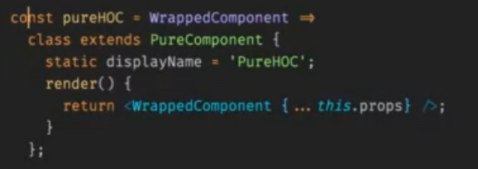 const pureHOC = WrappedComponent =>
class extends PureComponent {
static displayName = 'PureHOC';
render() {
return <WrappedComponent {...this.props} />;
}
};